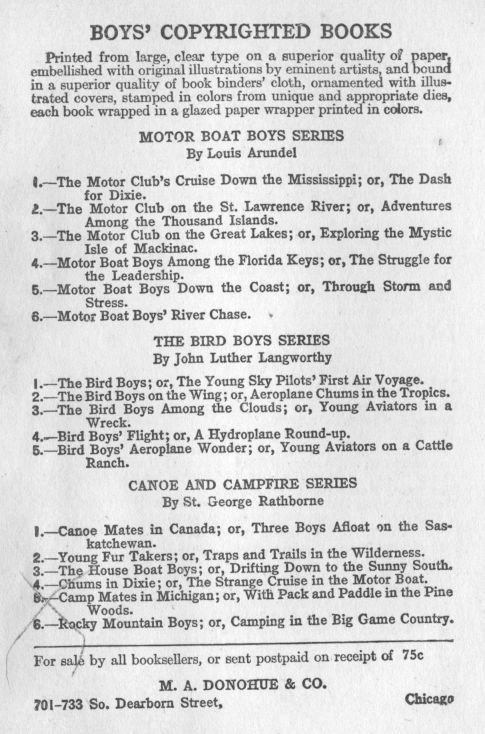 BOYS' COPYRIGHTED BOOKS
Printed from large, clear type on a superior quality of paper,
embellished with original illustrations by eminent artists, and bound
in a superior quality of book binders' cloth, ornamented with illus-
trated covers, stamped in colors from unique and appropriate dies,
each book wrapped in a glazed paper wrapper printed in colors.
MOTOR BOAT BOYS SERIES
By Louis Arundel
1.—The Motor Club's Cruise Down the Mississippi; or, The Dash
for Dixie.
2.—The Motor Club on the St. Lawrence River; or, Adventures
Among the Thousand Islands.
3.—The Motor Club on the Great Lakes; or, Exploring the Mystic
Isle of Mackinac.
4.—Motor Boat Boys Among the Florida Keys; or, The Struggle for
the Leadership.
5.—Motor Boat Boys Down the Coast; or, Through Storm and
Stress.
6.—Motor Boat Boys' River Chase.
THE BIRD BOYS SERIES
By John Luther Langworthy
1.—The Bird Boys; or, The Young Sky Pilots' First Air Voyage.
2.—The Bird Boys on the Wing; or, Aeroplane Chums in the Tropics.
3.—The Bird Boys Among the Clouds; or, Young Aviators in a
Wreck.
4.—Bird Boys' Flight; or, A Hydroplane Round-up.
5.—Bird Boys' Aeroplane Wonder; or, Young Aviators on a Cattle
Ranch.
CANOE AND CAMPFIRE SERIES
By St. George Rathborne
1.—Canoe Mates in Canada; or, Three Boys Afloat on the Sas-
katchewan.
2.—Young Fur Takers; or, Traps and Trails in the Wilderness.
3.—The House Boat Boys; or, Drifting Down to the Sunny South.
4.—Chums in Dixie; or, The Strange Cruise in the Motor Boat.
5.—Camp Mates in Michigan; or, With Pack and Paddle in the Pine
Woods.
6.—Rocky Mountain Boys; or, Camping in the Big Game Country.
For sale by all booksellers, or sent postpaid on receipt of 75c
M. A. DONOHUE & CO.
701-733 So. Dearborn Street, Chicago